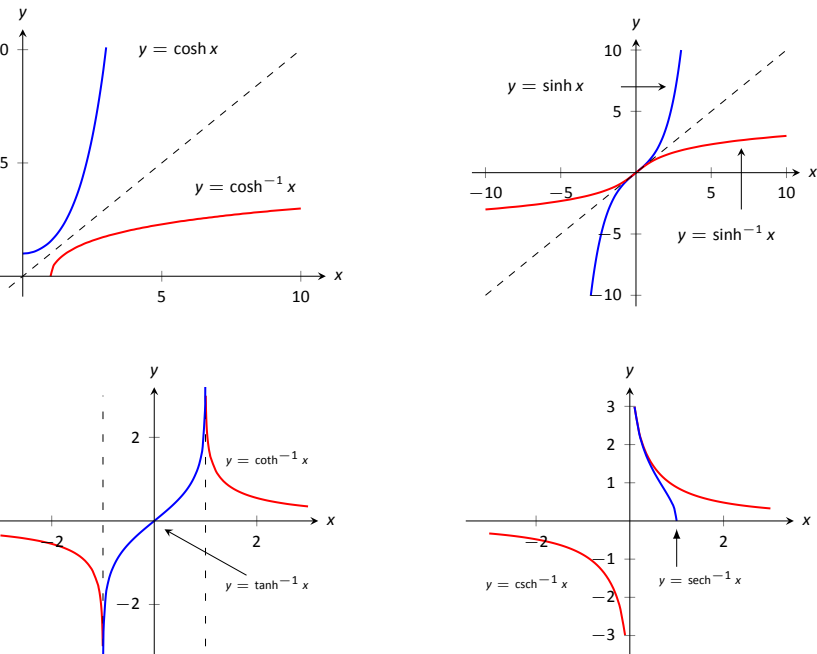 y
0
y = cosh x
5
y = cosh⁻¹ x
x
5
10
y
10
y = sinh x
5
x
−10
−5
5
10
−5
y = sinh⁻¹ x
−10
y
2
y = coth⁻¹ x
x
−2
2
y = tanh⁻¹ x
−2
y
3
2
1
x
−2
2
−1
y = csch⁻¹ x
y = sech⁻¹ x
−2
−3